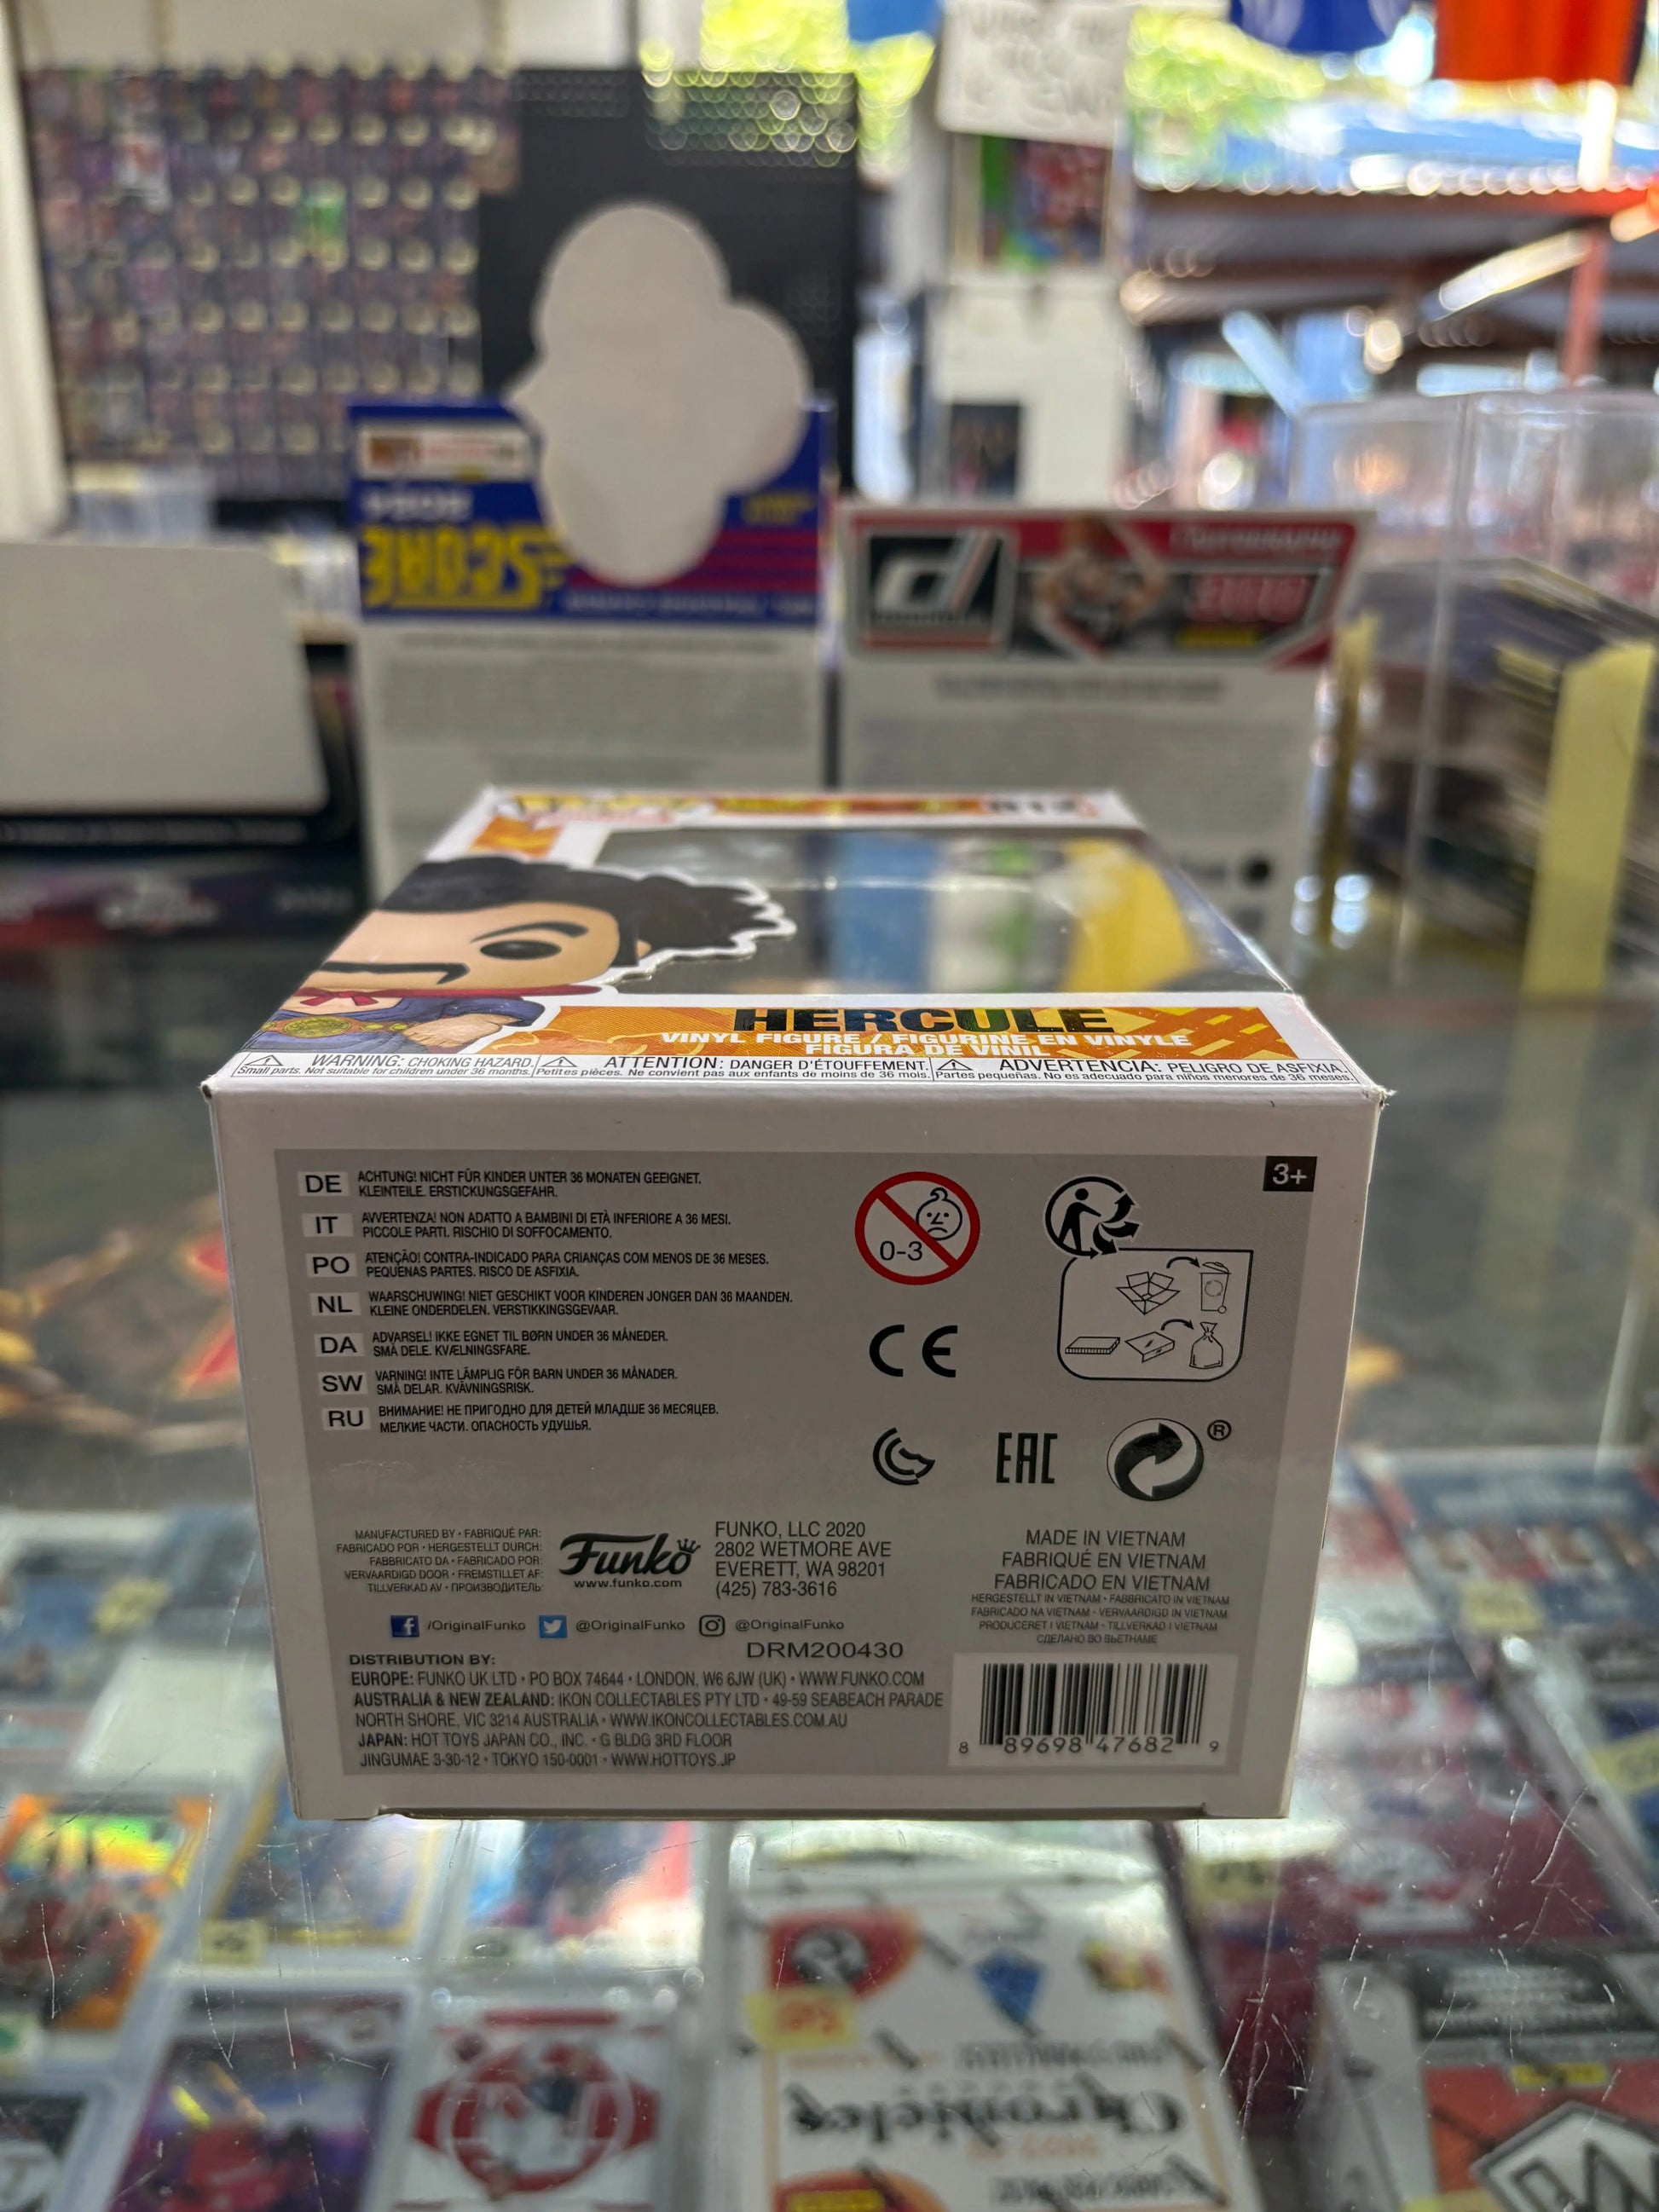 SCORE
HERCULE
VINYL FIGURE / FIGURINE EN VINYLE
FIGURA DE VINIL
WARNING: CHOKING HAZARD.
Small parts. Not suitable for children under 36 months.
ATTENTION: DANGER D'ÉTOUFFEMENT.
Petites pièces. Ne convient pas aux enfants de moins de 36 mois.
ADVERTENCIA: PELIGRO DE ASFIXIA.
Partes pequeñas. No es adecuado para niños menores de 36 meses.
3+
DE ACHTUNG! NICHT FÜR KINDER UNTER 36 MONATEN GEEIGNET.
KLEINTEILE. ERSTICKUNGSGEFAHR.
IT AVVERTENZA! NON ADATTO A BAMBINI DI ETÀ INFERIORE A 36 MESI.
PICCOLE PARTI. RISCHIO DI SOFFOCAMENTO.
PO ATENÇÃO! CONTRA-INDICADO PARA CRIANÇAS COM MENOS DE 36 MESES.
PEQUENAS PARTES. RISCO DE ASFIXIA.
NL WAARSCHUWING! NIET GESCHIKT VOOR KINDEREN JONGER DAN 36 MAANDEN.
KLEINE ONDERDELEN. VERSTIKKINGSGEVAAR.
DA ADVARSEL! IKKE EGNET TIL BØRN UNDER 36 MÅNEDER.
SMÅ DELE. KVÆLNINGSFARE.
SW VARNING! INTE LÄMPLIG FÖR BARN UNDER 36 MÅNADER.
SMÅ DELAR. KVÄVNINGSRISK.
RU ВНИМАНИЕ! НЕ ПРИГОДНО ДЛЯ ДЕТЕЙ МЛАДШЕ 36 МЕСЯЦЕВ.
МЕЛКИЕ ЧАСТИ. ОПАСНОСТЬ УДУШЬЯ.
0-3
CE
EAC
®
MANUFACTURED BY • FABRIQUÉ PAR:
FABRICADO POR • HERGESTELLT DURCH:
FABBRICATO DA • FABRICADO POR:
VERVAARDIGD DOOR • FREMSTILLET AF:
TILLVERKAD AV • ПРОИЗВОДИТЕЛЬ:
Funko
www.funko.com
FUNKO, LLC 2020
2802 WETMORE AVE
EVERETT, WA 98201
(425) 783-3616
MADE IN VIETNAM
FABRIQUÉ EN VIETNAM
FABRICADO EN VIETNAM
HERGESTELLT IN VIETNAM • FABBRICATO IN VIETNAM
FABRICADO NA VIETNAM • VERVAARDIGD IN VIETNAM
PRODUCERET I VIETNAM • TILLVERKAD I VIETNAM
СДЕЛАНО ВО ВЬЕТНАМЕ
f /OriginalFunko @OriginalFunko @OriginalFunko
DRM200430
DISTRIBUTION BY:
EUROPE: FUNKO UK LTD • PO BOX 74644 • LONDON, W6 6JW (UK) • WWW.FUNKO.COM
AUSTRALIA & NEW ZEALAND: IKON COLLECTABLES PTY LTD • 49-59 SEABEACH PARADE
NORTH SHORE, VIC 3214 AUSTRALIA • WWW.IKONCOLLECTABLES.COM.AU
JAPAN: HOT TOYS JAPAN CO., INC. • G BLDG 3RD FLOOR
JINGUMAE 3-30-12 • TOKYO 150-0001 • WWW.HOTTOYS.JP
8 89698 47682 9
Chronicles